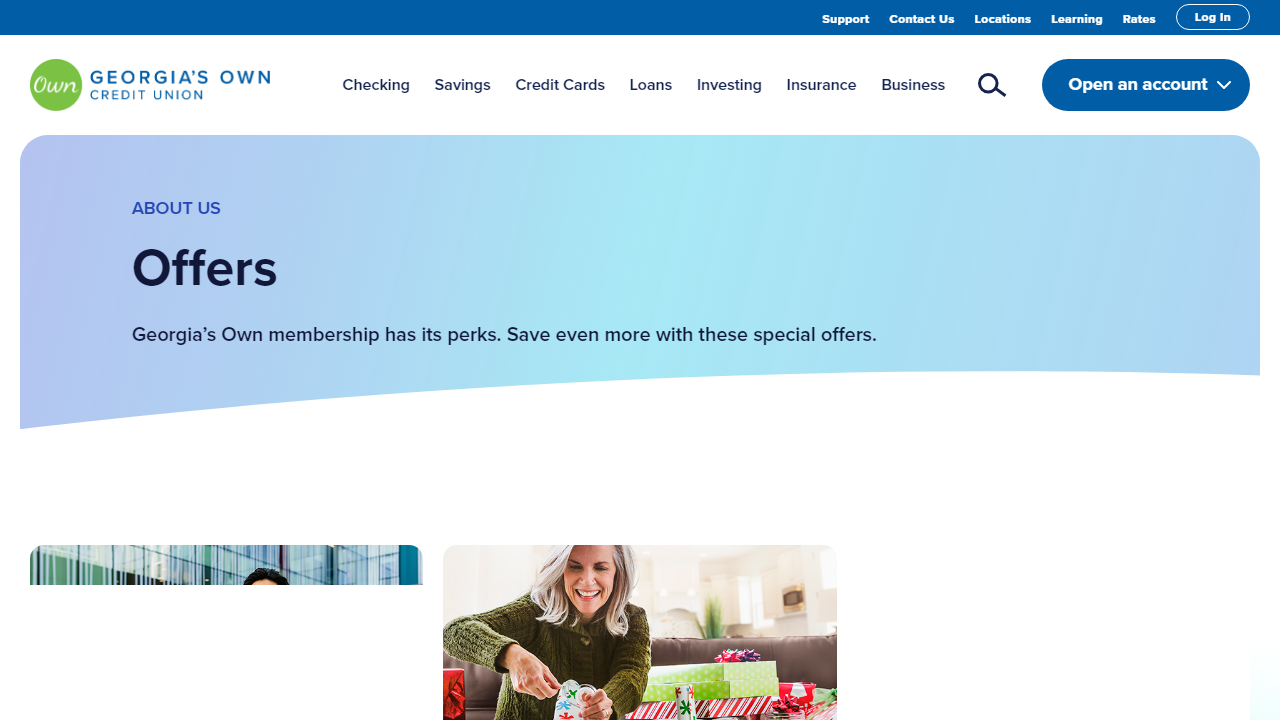 Support Contact Us Locations Learning Rates Log In
Own GEORGIA'S OWN
CREDIT UNION
Checking Savings Credit Cards Loans Investing Insurance Business Open an account
ABOUT US
Offers
Georgia’s Own membership has its perks. Save even more with these special offers.